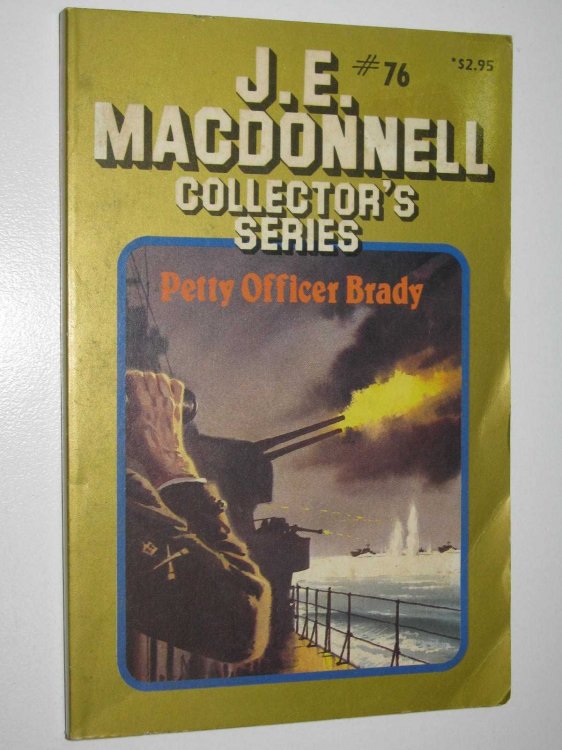 J.E. #76 *$2.95
MACDONNELL
COLLECTOR'S
SERIES
Petty Officer Brady